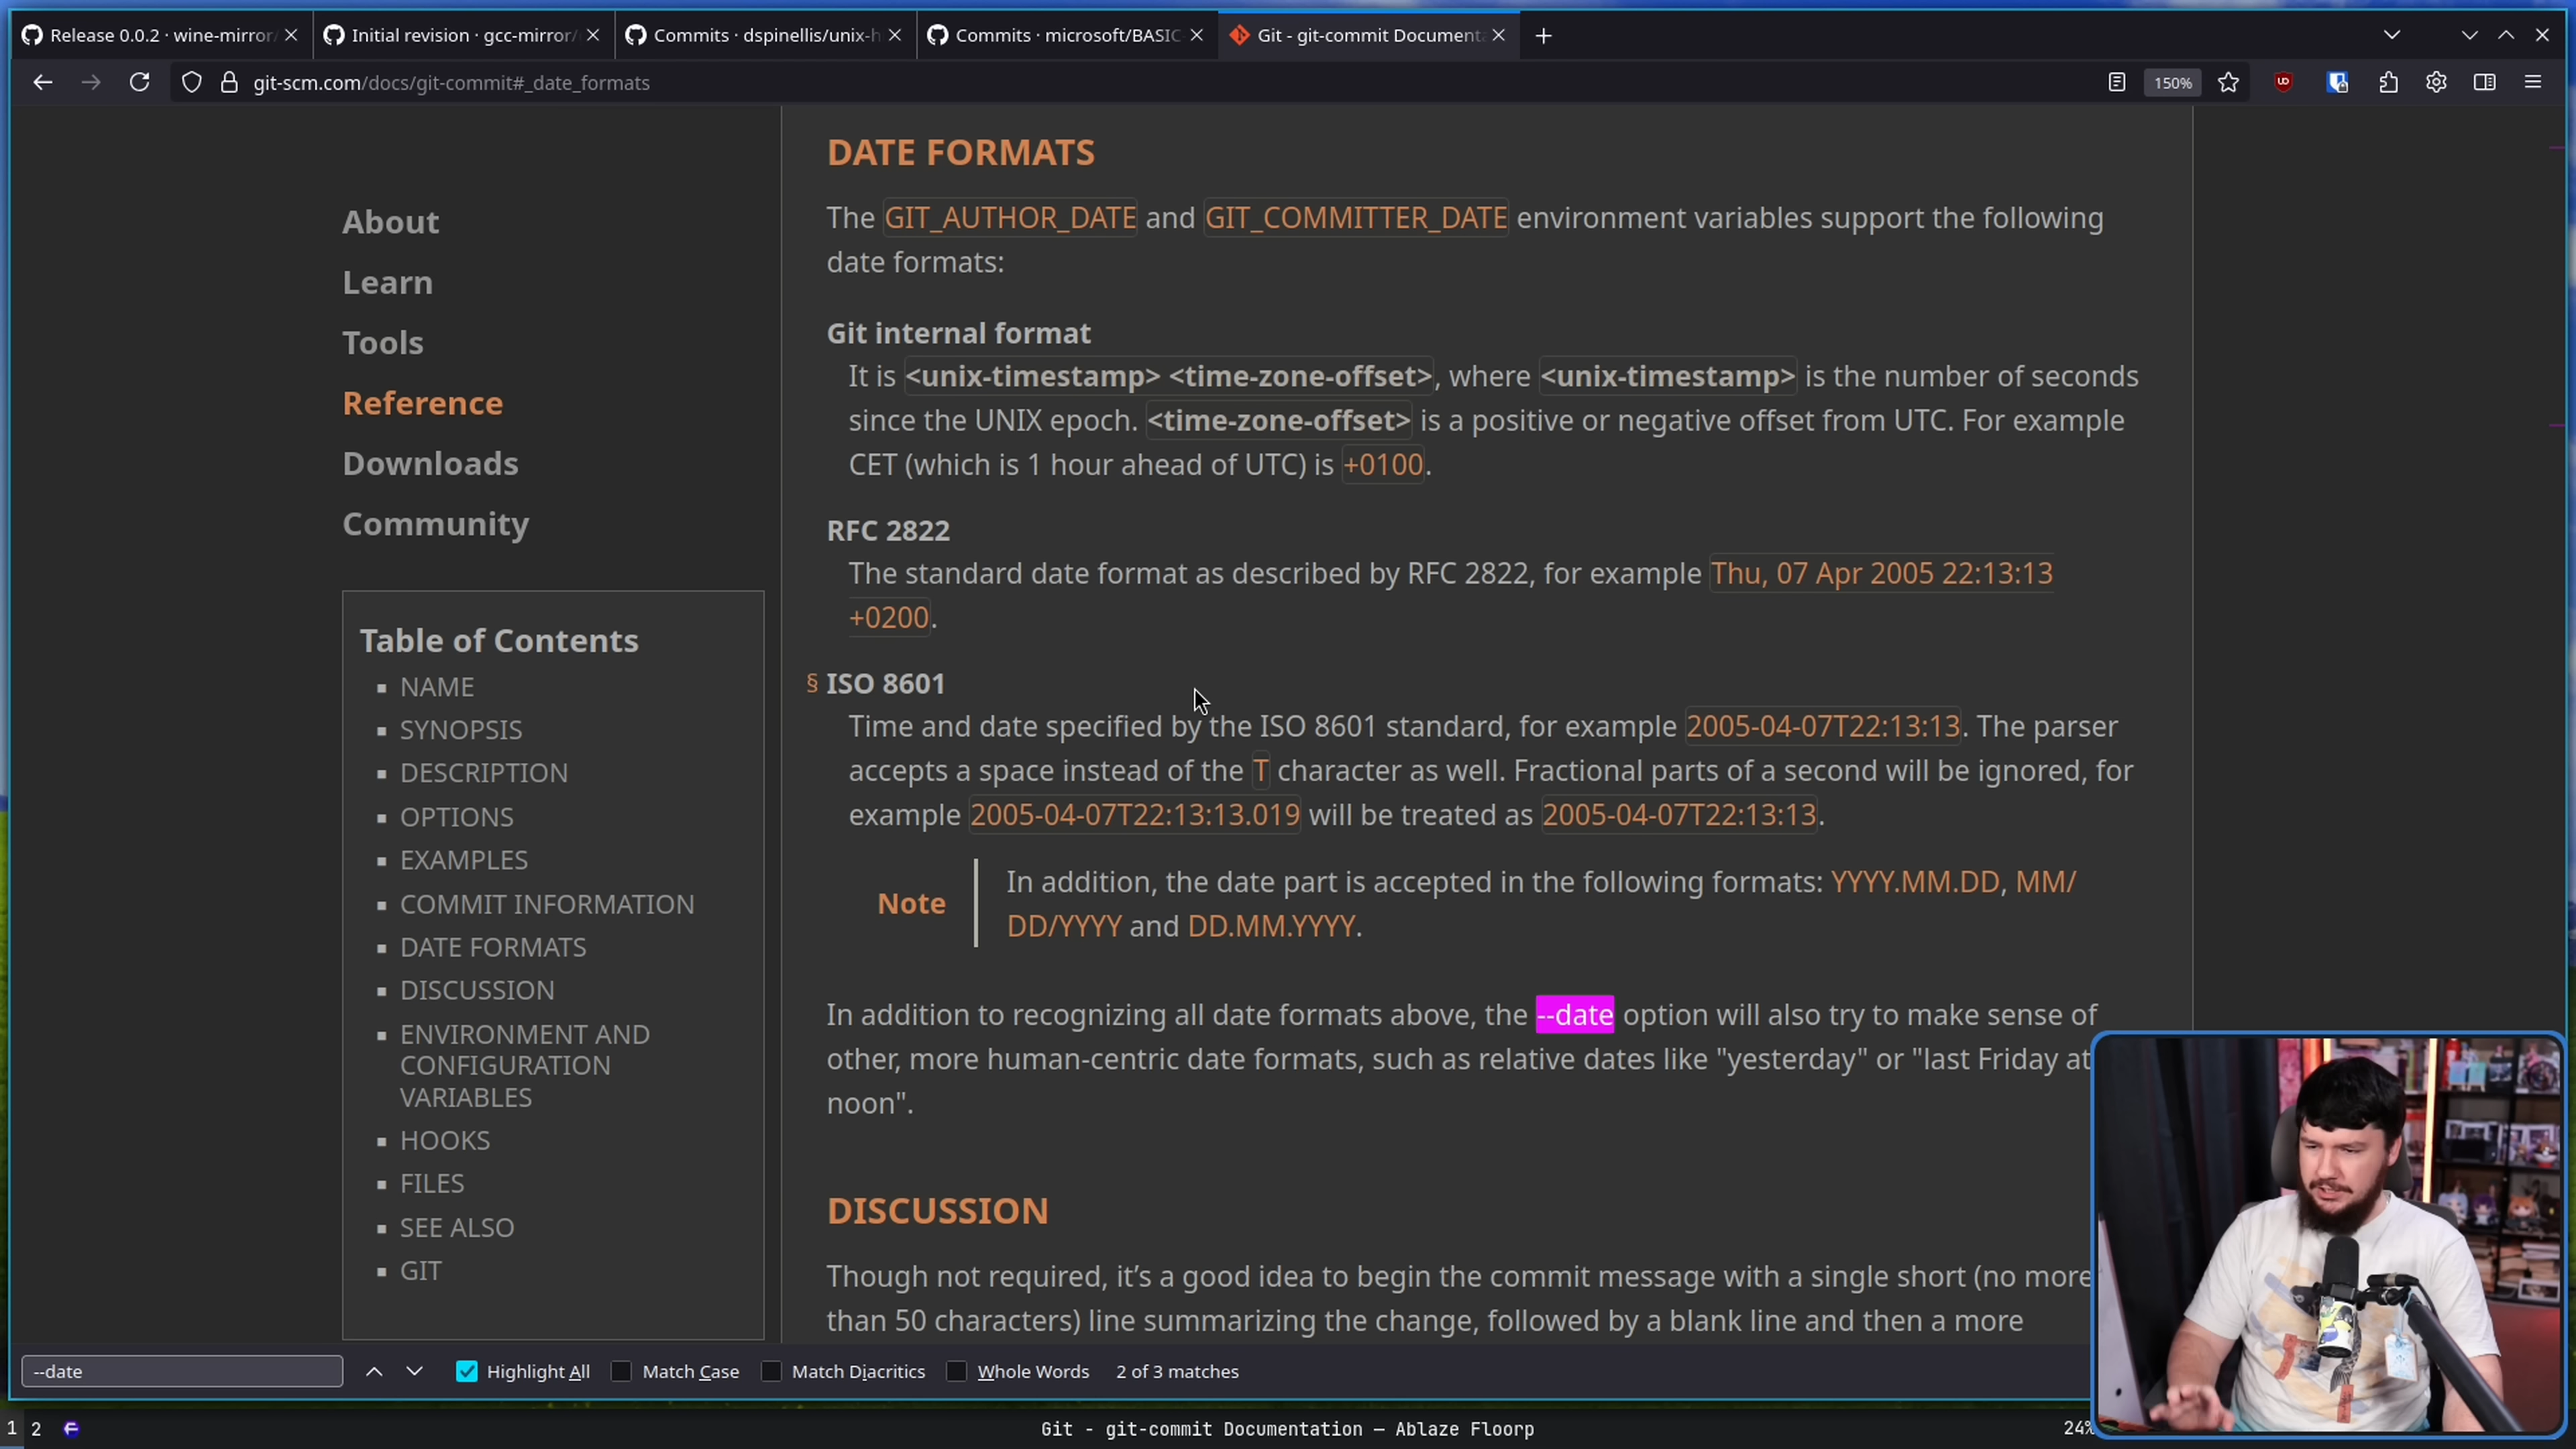 Release 0.0.2 · wine-mirror/
Initial revision · gcc-mirror/
Commits · dspinellis/unix-h
Commits · microsoft/BASIC-
Git - git-commit Documenta
git-scm.com/docs/git-commit#_date_formats
150%
About
Learn
Tools
Reference
Downloads
Community
Table of Contents
NAME
SYNOPSIS
DESCRIPTION
OPTIONS
EXAMPLES
COMMIT INFORMATION
DATE FORMATS
DISCUSSION
ENVIRONMENT AND
CONFIGURATION
VARIABLES
HOOKS
FILES
SEE ALSO
GIT
DATE FORMATS
The GIT_AUTHOR_DATE and GIT_COMMITTER_DATE environment variables support the following
date formats:
Git internal format
It is <unix-timestamp> <time-zone-offset>, where <unix-timestamp> is the number of seconds
since the UNIX epoch. <time-zone-offset> is a positive or negative offset from UTC. For example
CET (which is 1 hour ahead of UTC) is +0100.
RFC 2822
The standard date format as described by RFC 2822, for example Thu, 07 Apr 2005 22:13:13
+0200.
§ ISO 8601
Time and date specified by the ISO 8601 standard, for example 2005-04-07T22:13:13. The parser
accepts a space instead of the T character as well. Fractional parts of a second will be ignored, for
example 2005-04-07T22:13:13.019 will be treated as 2005-04-07T22:13:13.
Note
In addition, the date part is accepted in the following formats: YYYY.MM.DD, MM/
DD/YYYY and DD.MM.YYYY.
In addition to recognizing all date formats above, the --date option will also try to make sense of
other, more human-centric date formats, such as relative dates like "yesterday" or "last Friday at
noon".
DISCUSSION
Though not required, it’s a good idea to begin the commit message with a single short (no more
than 50 characters) line summarizing the change, followed by a blank line and then a more
--date
Highlight All
Match Case
Match Diacritics
Whole Words
2 of 3 matches
1 2
Git - git-commit Documentation — Ablaze Floorp
24%